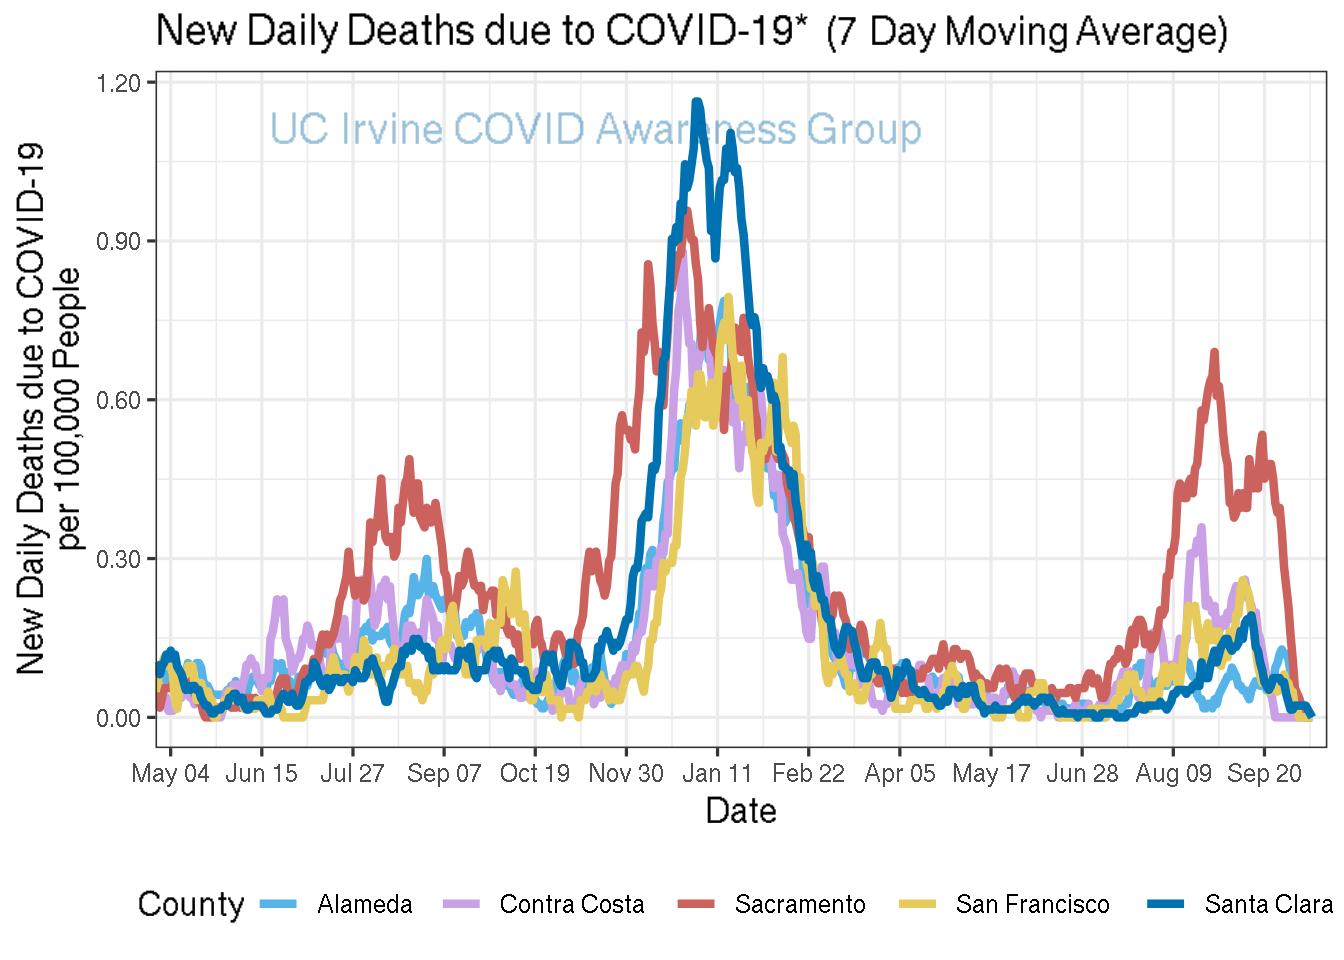 New Daily Deaths due to COVID-19* (7 Day Moving Average)
UC Irvine COVID Awareness Group
New Daily Deaths due to COVID-19
per 100,000 People
1.20
0.90
0.60
0.30
0.00
May 04 Jun 15 Jul 27 Sep 07 Oct 19 Nov 30 Jan 11 Feb 22 Apr 05 May 17 Jun 28 Aug 09 Sep 20
Date
County Alameda Contra Costa Sacramento San Francisco Santa Clara